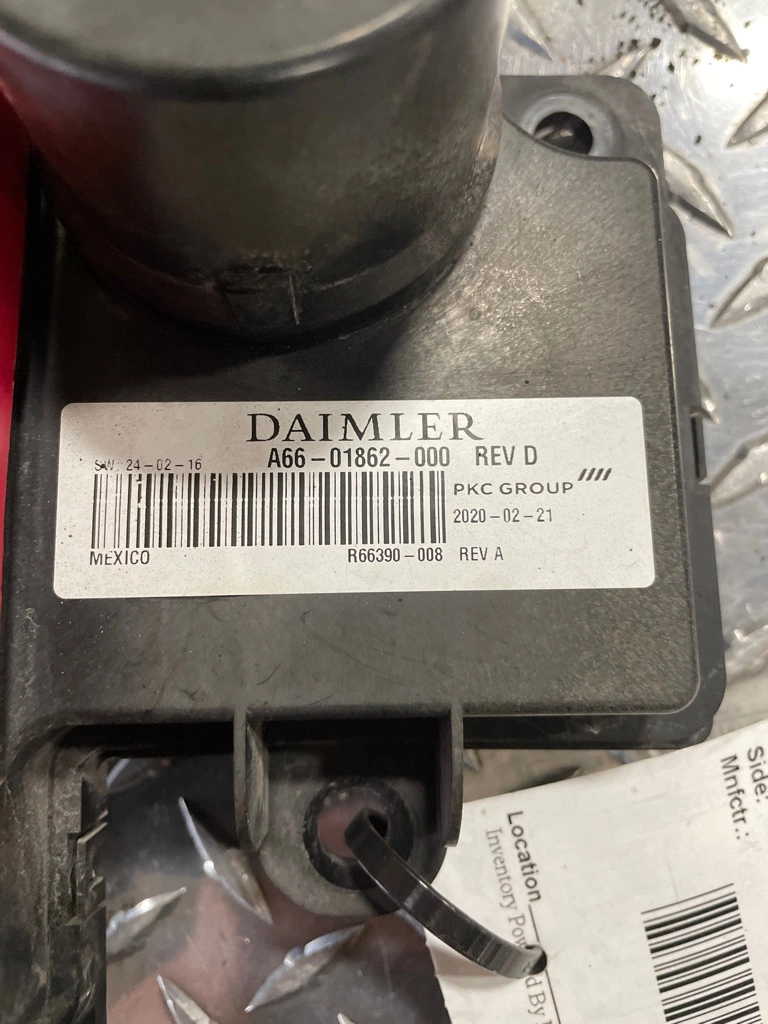 DAIMLER
SW: 24-02-16 A66-01862-000 REV D
PKC GROUP
2020-02-21
MEXICO R66390-008 REV A
Side:
Mnfctr.:
Location
Inventory By